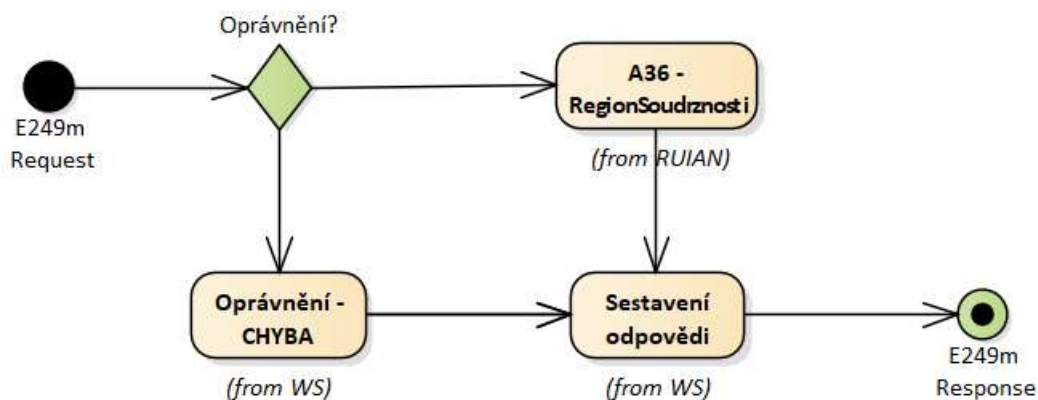 Oprávnění?
E249m
Request
A36 -
RegionSoudrznosti
(from RUIAN)
Oprávnění -
CHYBA
(from WS)
Sestavení
odpovědi
(from WS)
E249m
Response